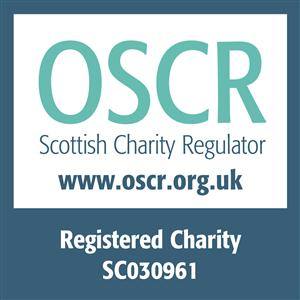 OSCR
Scottish Charity Regulator
www.oscr.org.uk
Registered Charity
SC030961